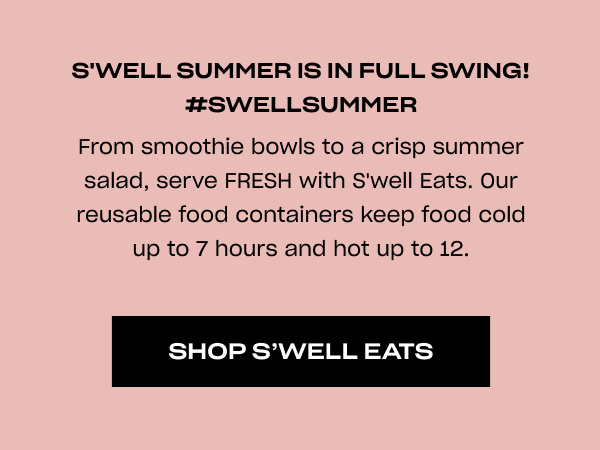 S'WELL SUMMER IS IN FULL SWING!
#SWELLSUMMER
From smoothie bowls to a crisp summer
salad, serve FRESH with S'well Eats. Our
reusable food containers keep food cold
up to 7 hours and hot up to 12.
SHOP S’WELL EATS